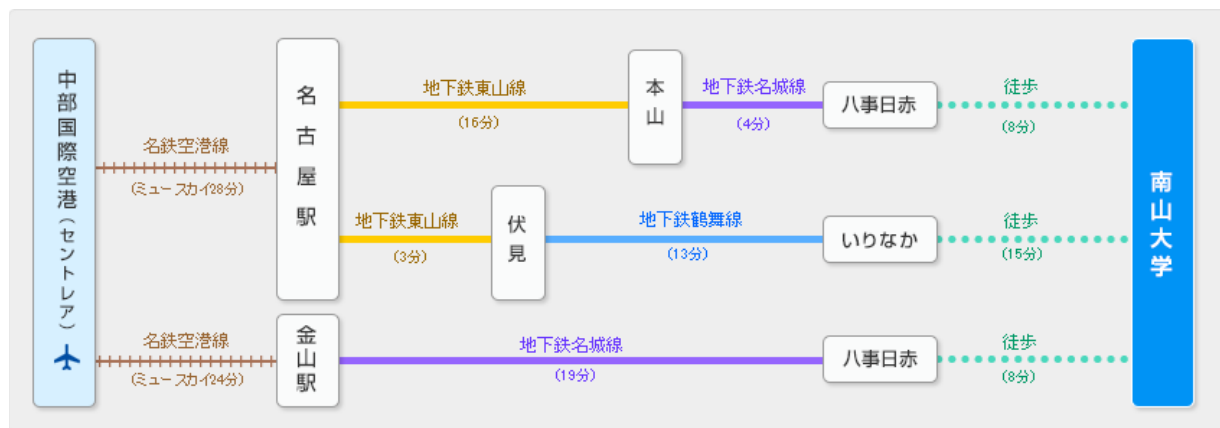 中部国際空港(セントレア)
名鉄空港線
(ミュースカイ28分)
名古屋駅
地下鉄東山線
(16分)
本山
地下鉄名城線
(4分)
八事日赤
徒歩
(8分)
地下鉄東山線
(3分)
伏見
地下鉄鶴舞線
(13分)
いりなか
徒歩
(15分)
名鉄空港線
(ミュースカイ24分)
金山駅
地下鉄名城線
(19分)
八事日赤
徒歩
(8分)
南山大学